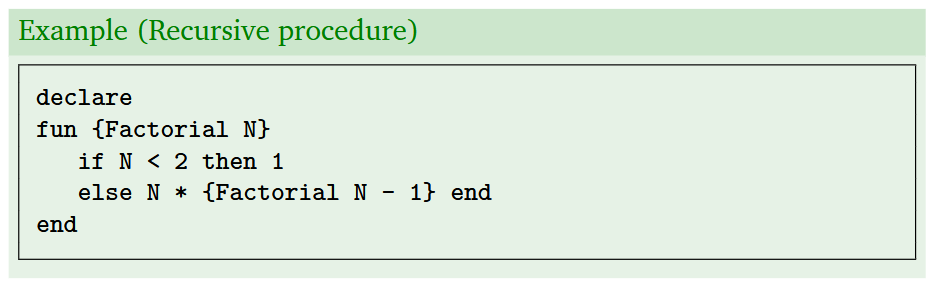 Example (Recursive procedure)
declare
fun {Factorial N}
   if N < 2 then 1
   else N * {Factorial N - 1} end
end